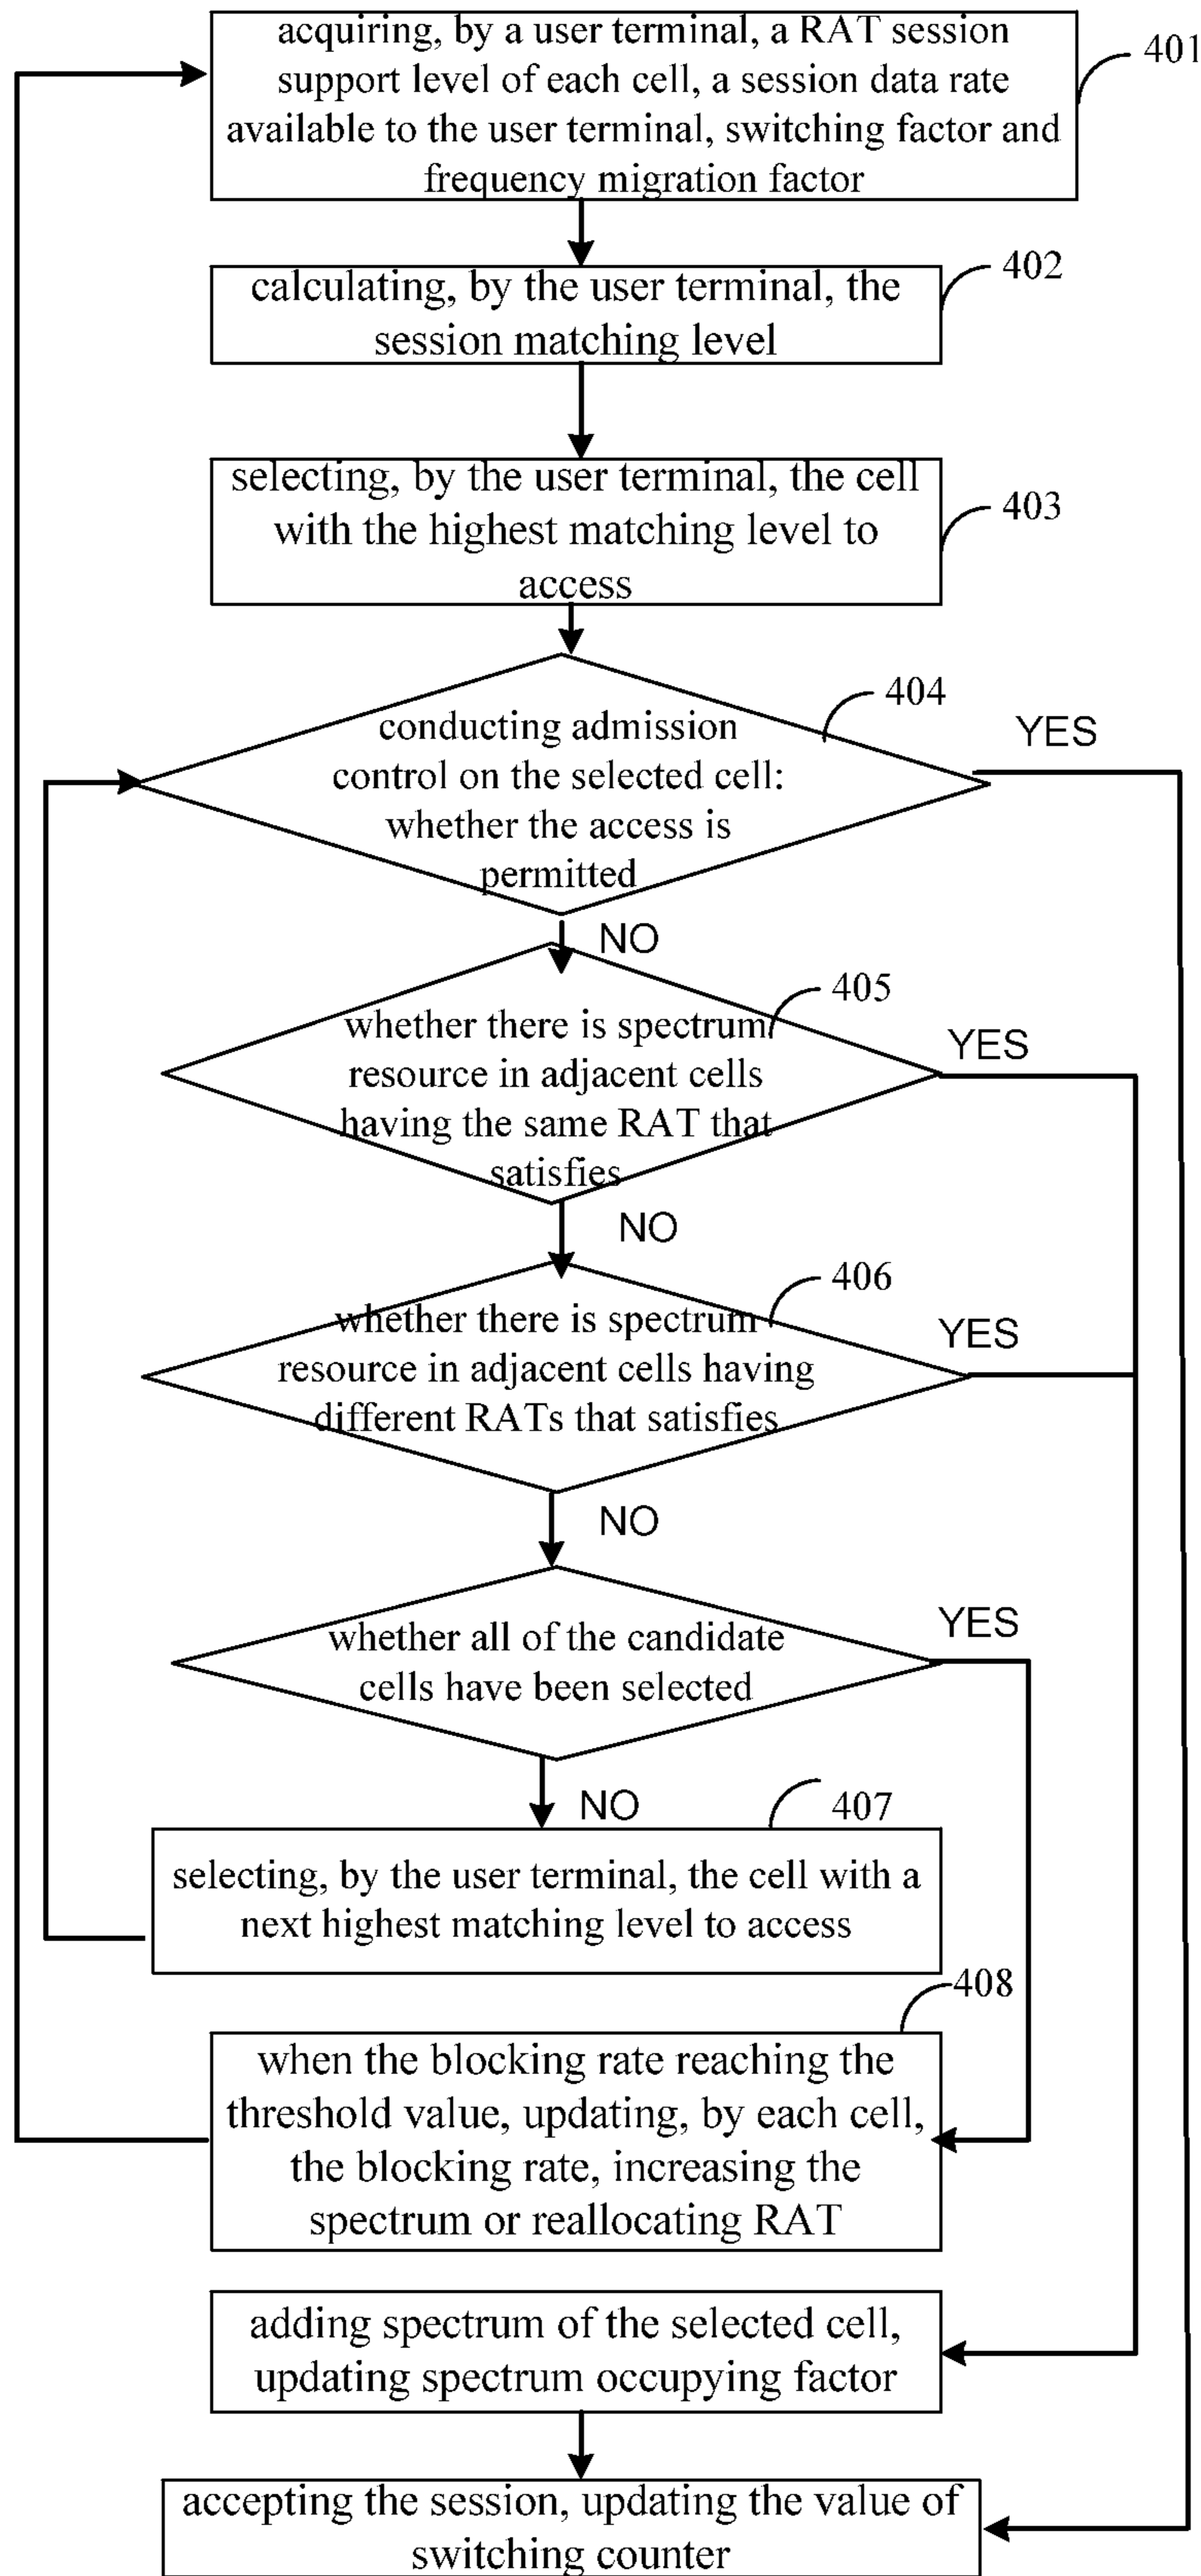 acquiring, by a user terminal, a RAT session
support level of each cell, a session data rate
available to the user terminal, switching factor and
frequency migration factor
401
calculating, by the user terminal, the
session matching level
402
selecting, by the user terminal, the cell
with the highest matching level to
access
403
404
conducting admission
control on the selected cell:
whether the access is
permitted
YES
NO
405
whether there is spectrum
resource in adjacent cells
having the same RAT that
satisfies
YES
NO
406
whether there is spectrum
resource in adjacent cells having
different RATs that satisfies
YES
NO
whether all of the candidate
cells have been selected
YES
NO
407
selecting, by the user terminal, the cell with a
next highest matching level to access
408
when the blocking rate reaching the
threshold value, updating, by each cell,
the blocking rate, increasing the
spectrum or reallocating RAT
adding spectrum of the selected cell,
updating spectrum occupying factor
accepting the session, updating the value of
switching counter